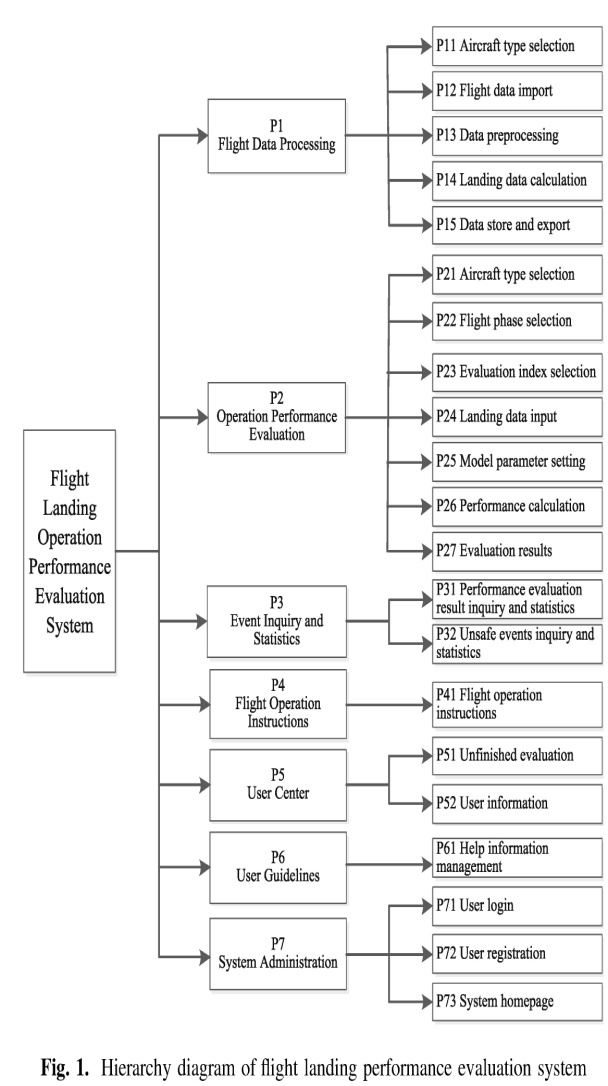 Flight
Landing
Operation
Performance
Evaluation
System
P1
Flight Data Processing
P11 Aircraft type selection
P12 Flight data import
P13 Data preprocessing
P14 Landing data calculation
P15 Data store and export
P2
Operation Performance
Evaluation
P21 Aircraft type selection
P22 Flight phase selection
P23 Evaluation index selection
P24 Landing data input
P25 Model parameter setting
P26 Performance calculation
P27 Evaluation results
P3
Event Inquiry and
Statistics
P31 Performance evaluation
result inquiry and statistics
P32 Unsafe events inquiry and
statistics
P4
Flight Operation
Instructions
P41 Flight operation
instructions
P5
User Center
P51 Unfinished evaluation
P52 User information
P6
User Guidelines
P61 Help information
management
P7
System Administration
P71 User login
P72 User registration
P73 System homepage
Fig. 1. Hierarchy diagram of flight landing performance evaluation system